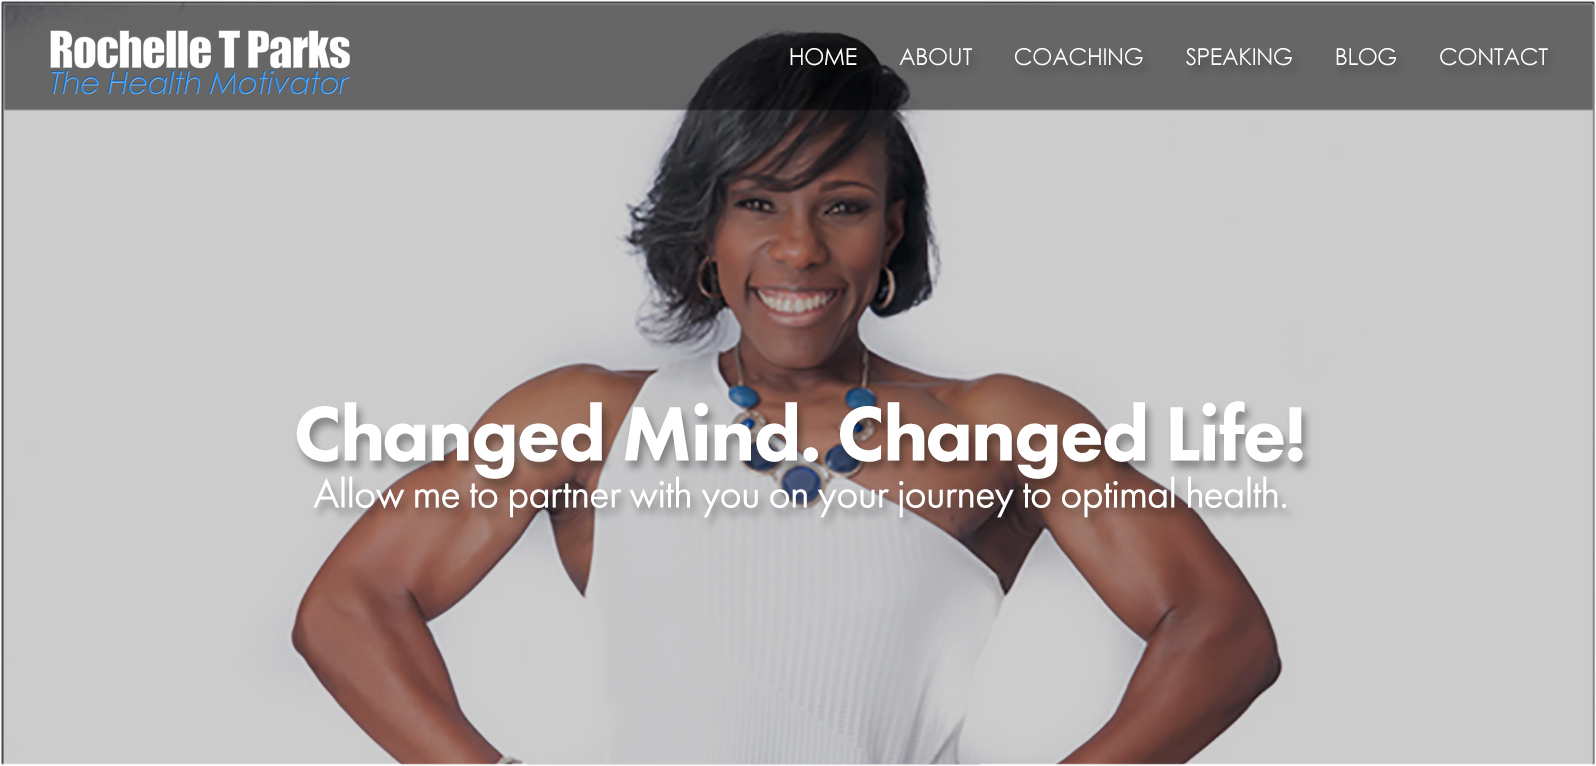 Rochelle T Parks
The Health Motivator
HOME ABOUT COACHING SPEAKING BLOG CONTACT
Changed Mind. Changed Life!
Allow me to partner with you on your journey to optimal health.